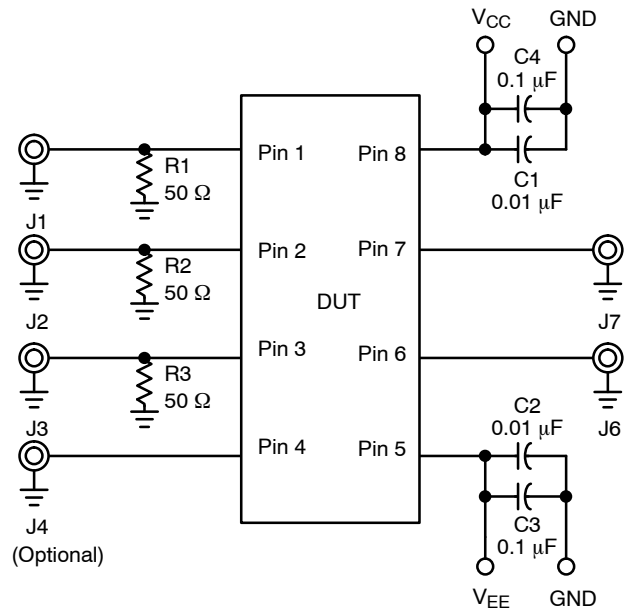 V_CC GND
C4
0.1 µF
C1
0.01 µF
Pin 1
Pin 8
R1
50 Ω
J1
Pin 2
Pin 7
R2
50 Ω
DUT
J2
J7
Pin 3
Pin 6
R3
50 Ω
J3
J6
C2
0.01 µF
Pin 4
Pin 5
J4
(Optional)
C3
0.1 µF
V_EE GND